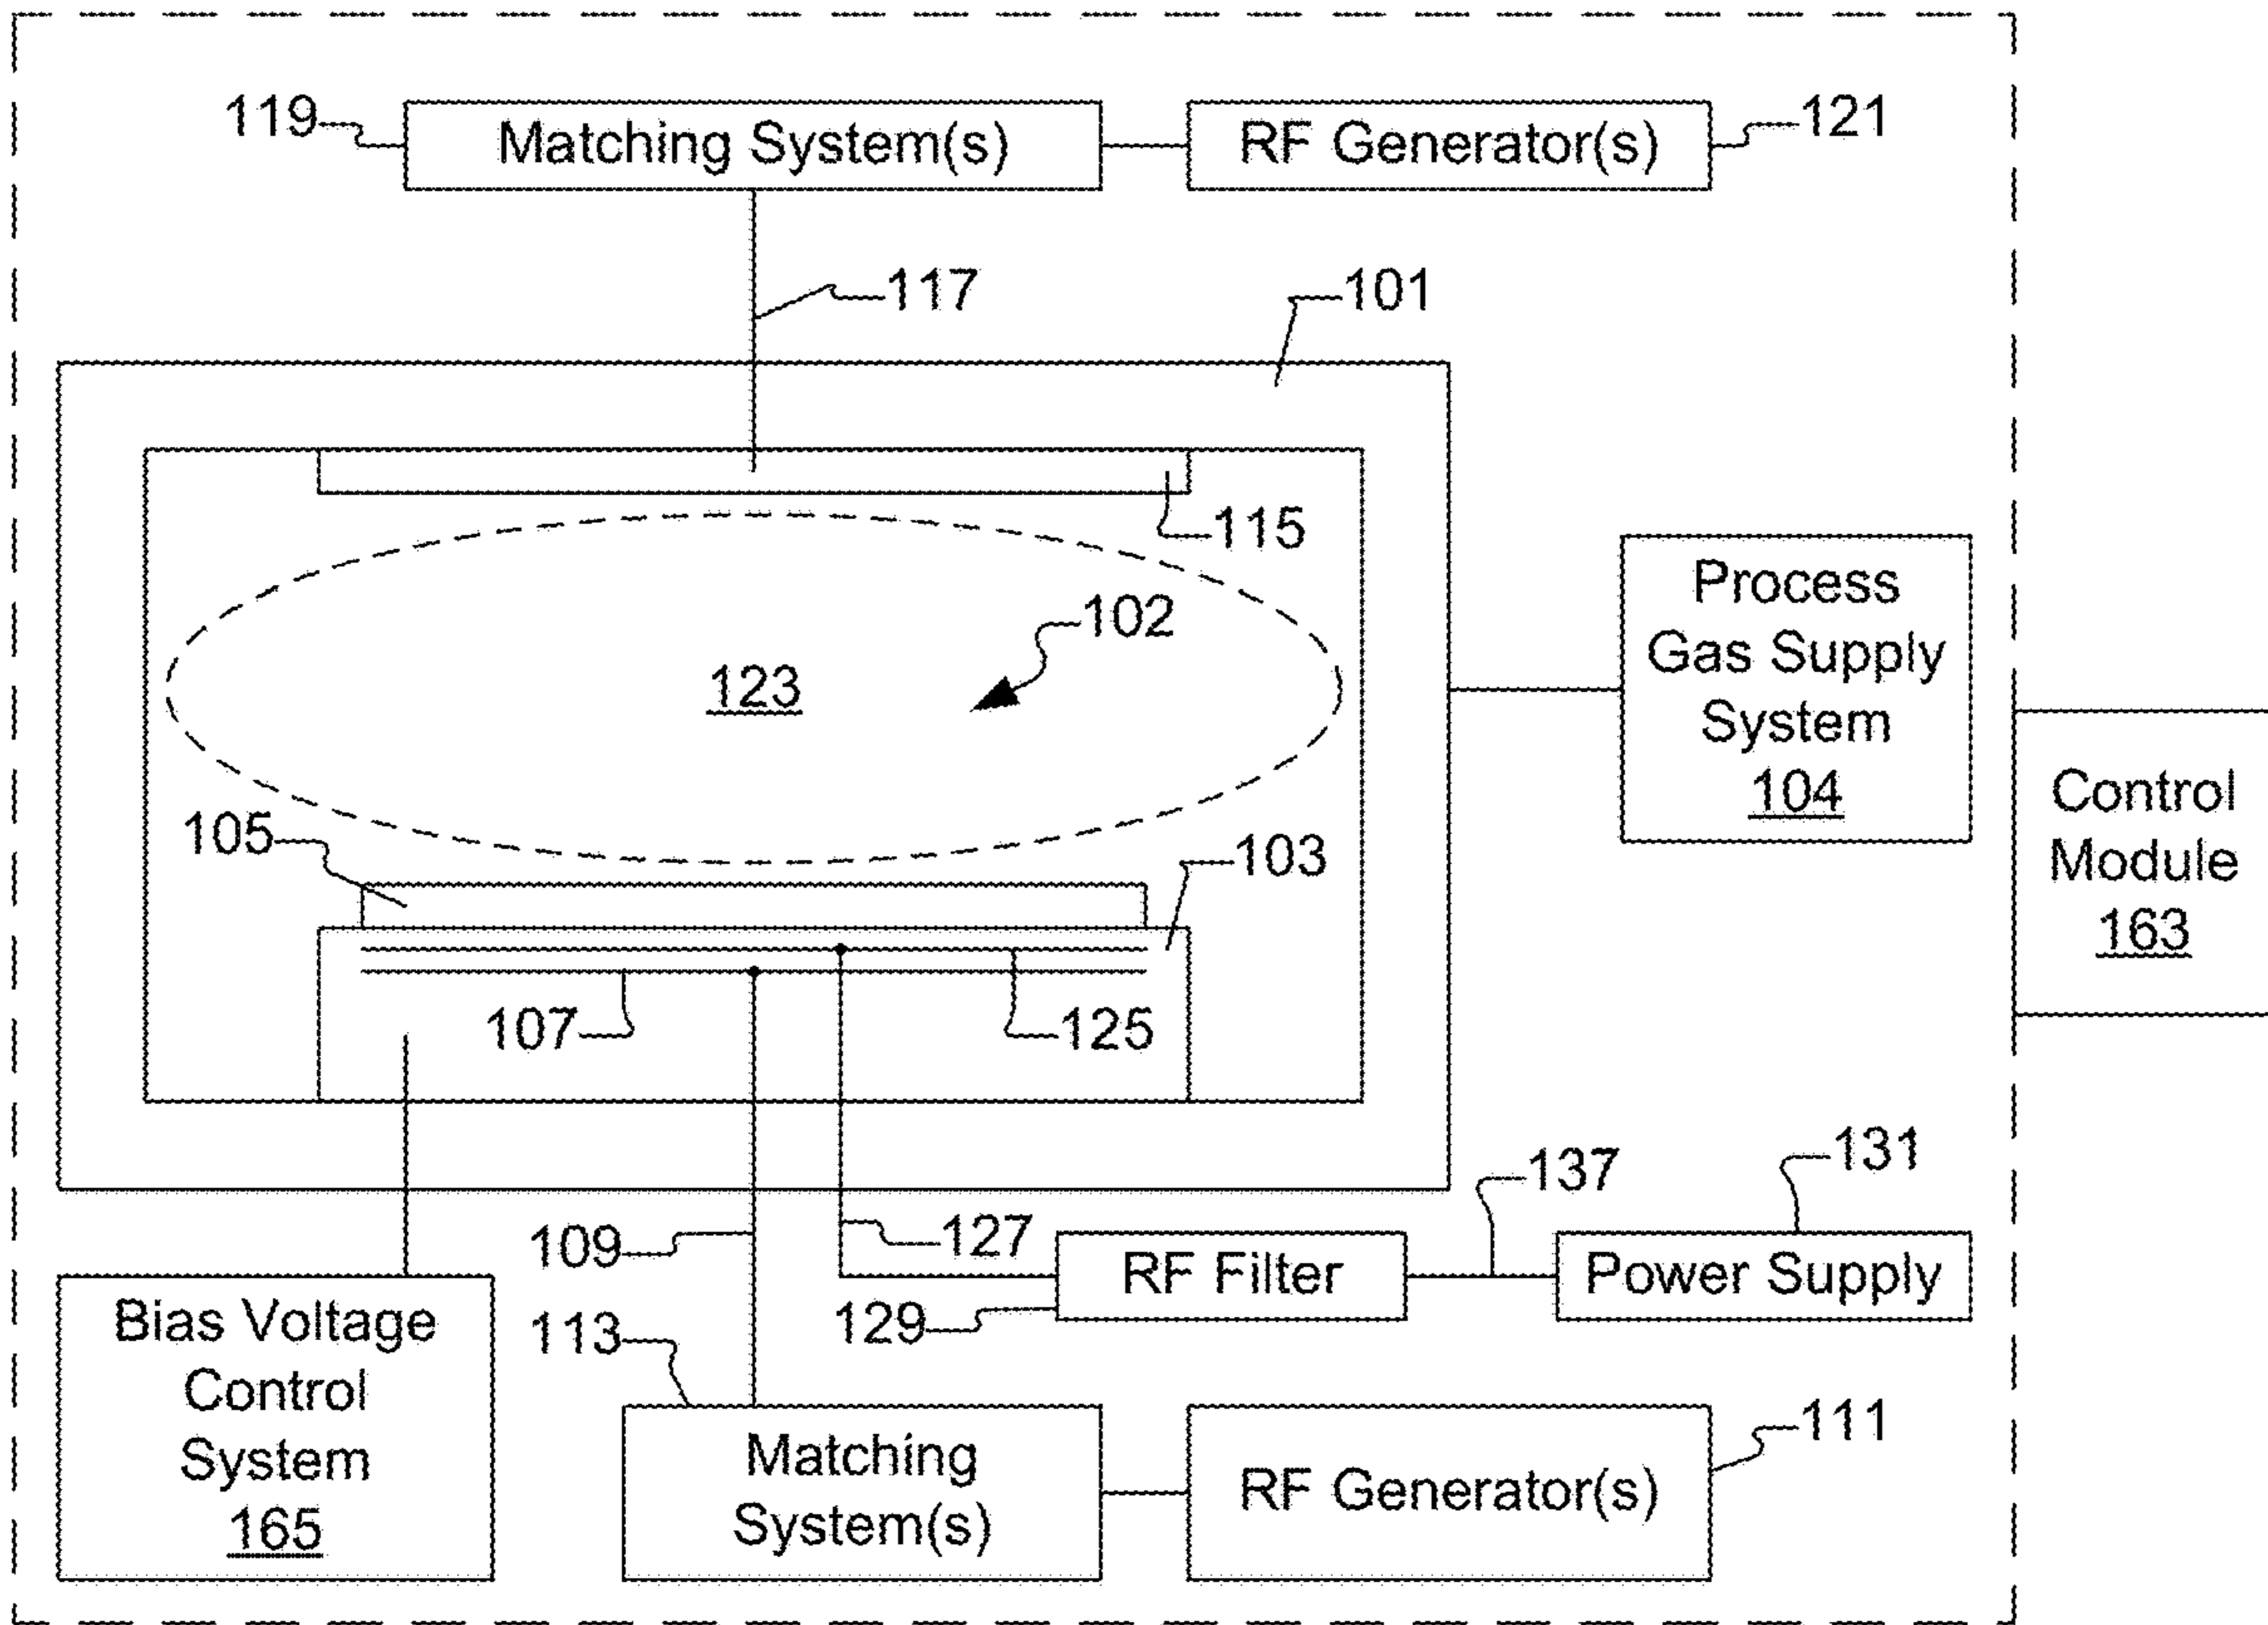 119
Matching System(s)
RF Generator(s)
121
117
101
115
102
123
Process
Gas Supply
System
104
Control
Module
163
105
103
107
125
137
131
109
127
RF Filter
129
Power Supply
Bias Voltage
Control
System
165
113
Matching
System(s)
RF Generator(s)
111